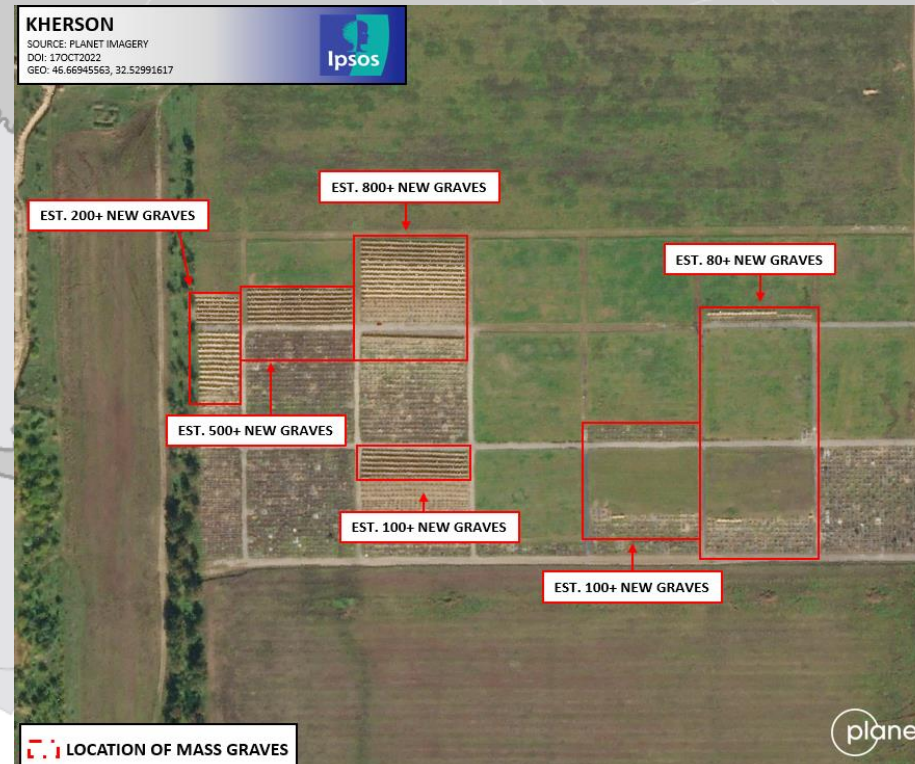 KHERSON
SOURCE: PLANET IMAGERY
DOI: 17OCT2022
GEO: 46.66945563, 32.52991617
Ipsos
EST. 800+ NEW GRAVES
EST. 200+ NEW GRAVES
EST. 80+ NEW GRAVES
EST. 500+ NEW GRAVES
EST. 100+ NEW GRAVES
EST. 100+ NEW GRAVES
LOCATION OF MASS GRAVES
planet